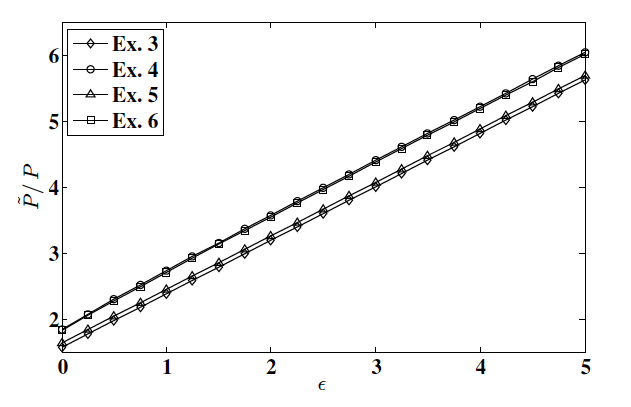 Ex. 3
Ex. 4
Ex. 5
Ex. 6
6
5
4
3
2
P̃/ P
0 1 2 3 4 5
ϵ